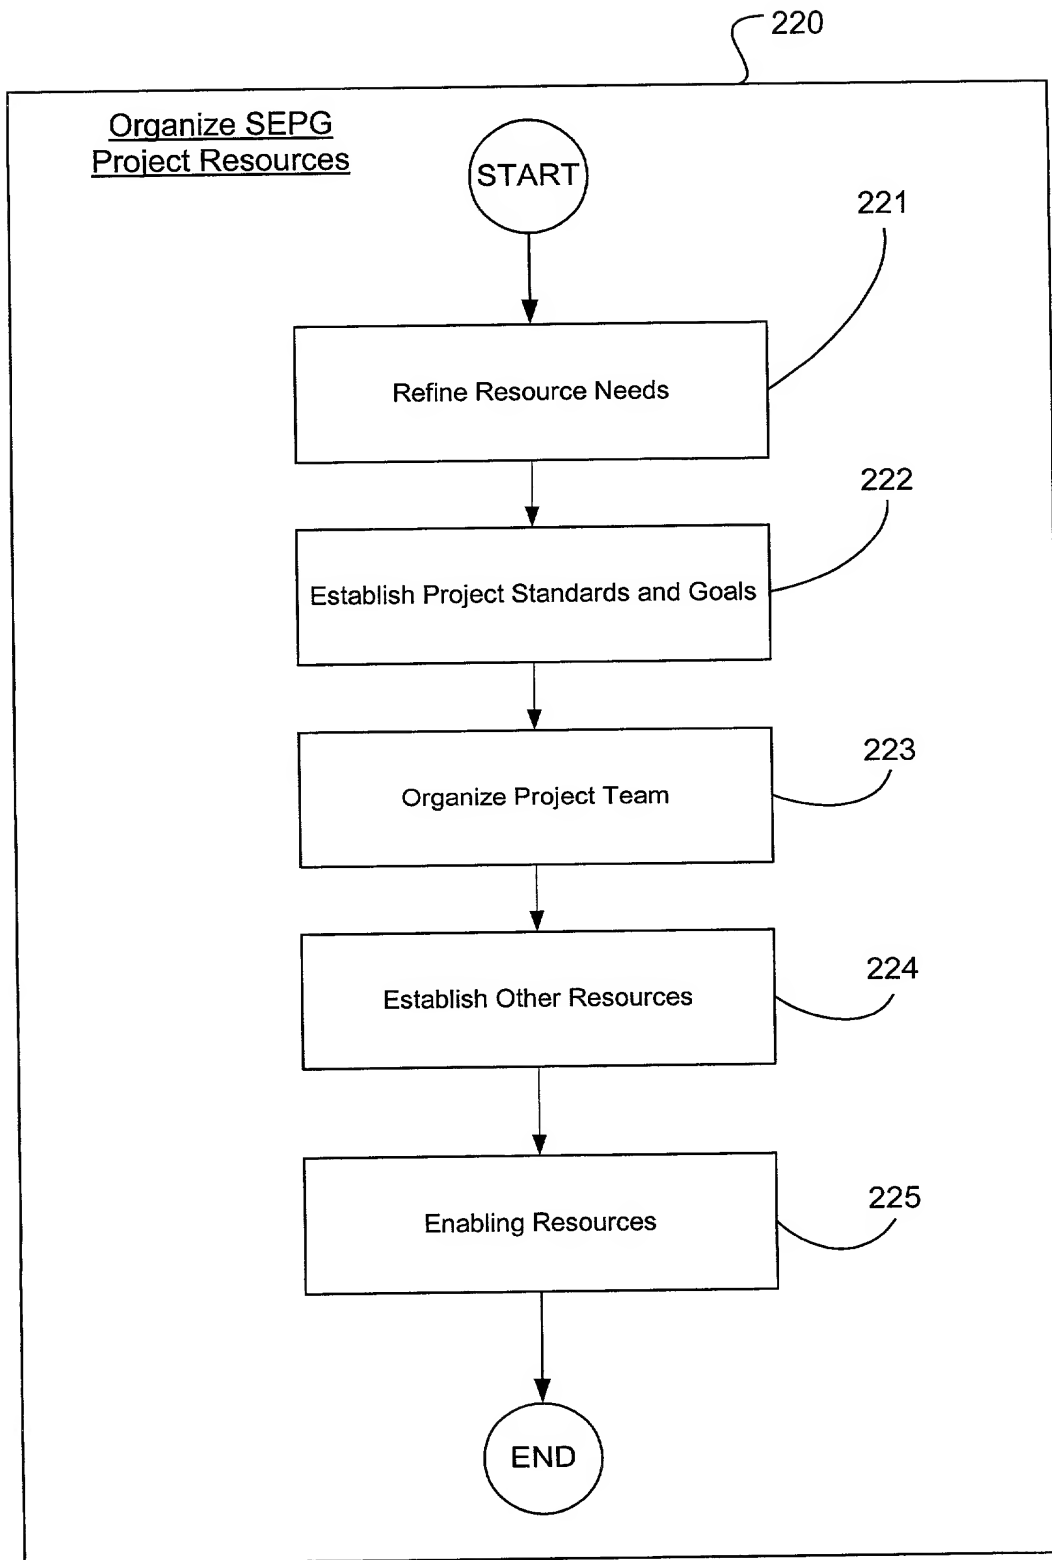 220
Organize SEPG
Project Resources
START
221
Refine Resource Needs
222
Establish Project Standards and Goals
223
Organize Project Team
224
Establish Other Resources
225
Enabling Resources
END